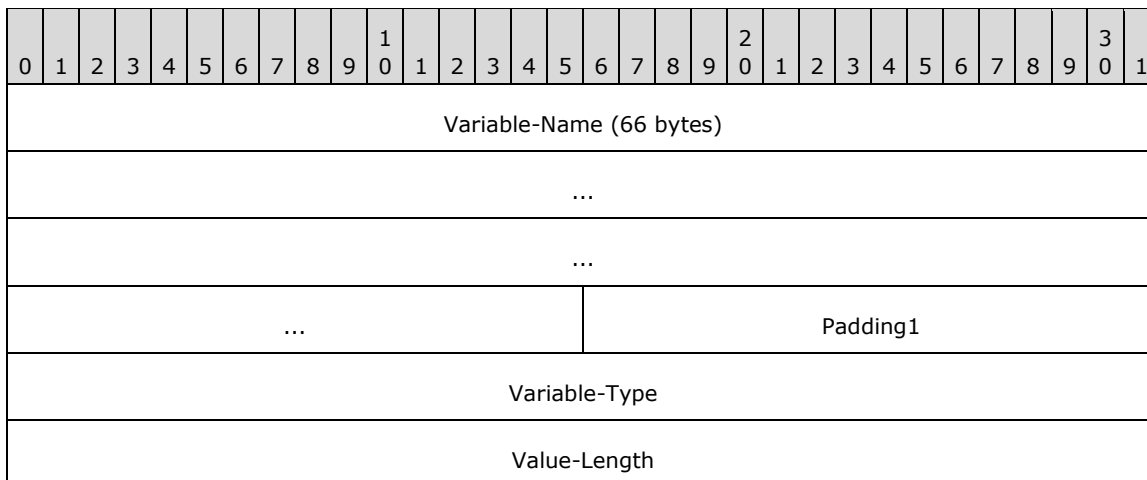 1 2 3
0 1 2 3 4 5 6 7 8 9 0 1 2 3 4 5 6 7 8 9 0 1 2 3 4 5 6 7 8 9 0 1
Variable-Name (66 bytes)
...
...
... Padding1
Variable-Type
Value-Length